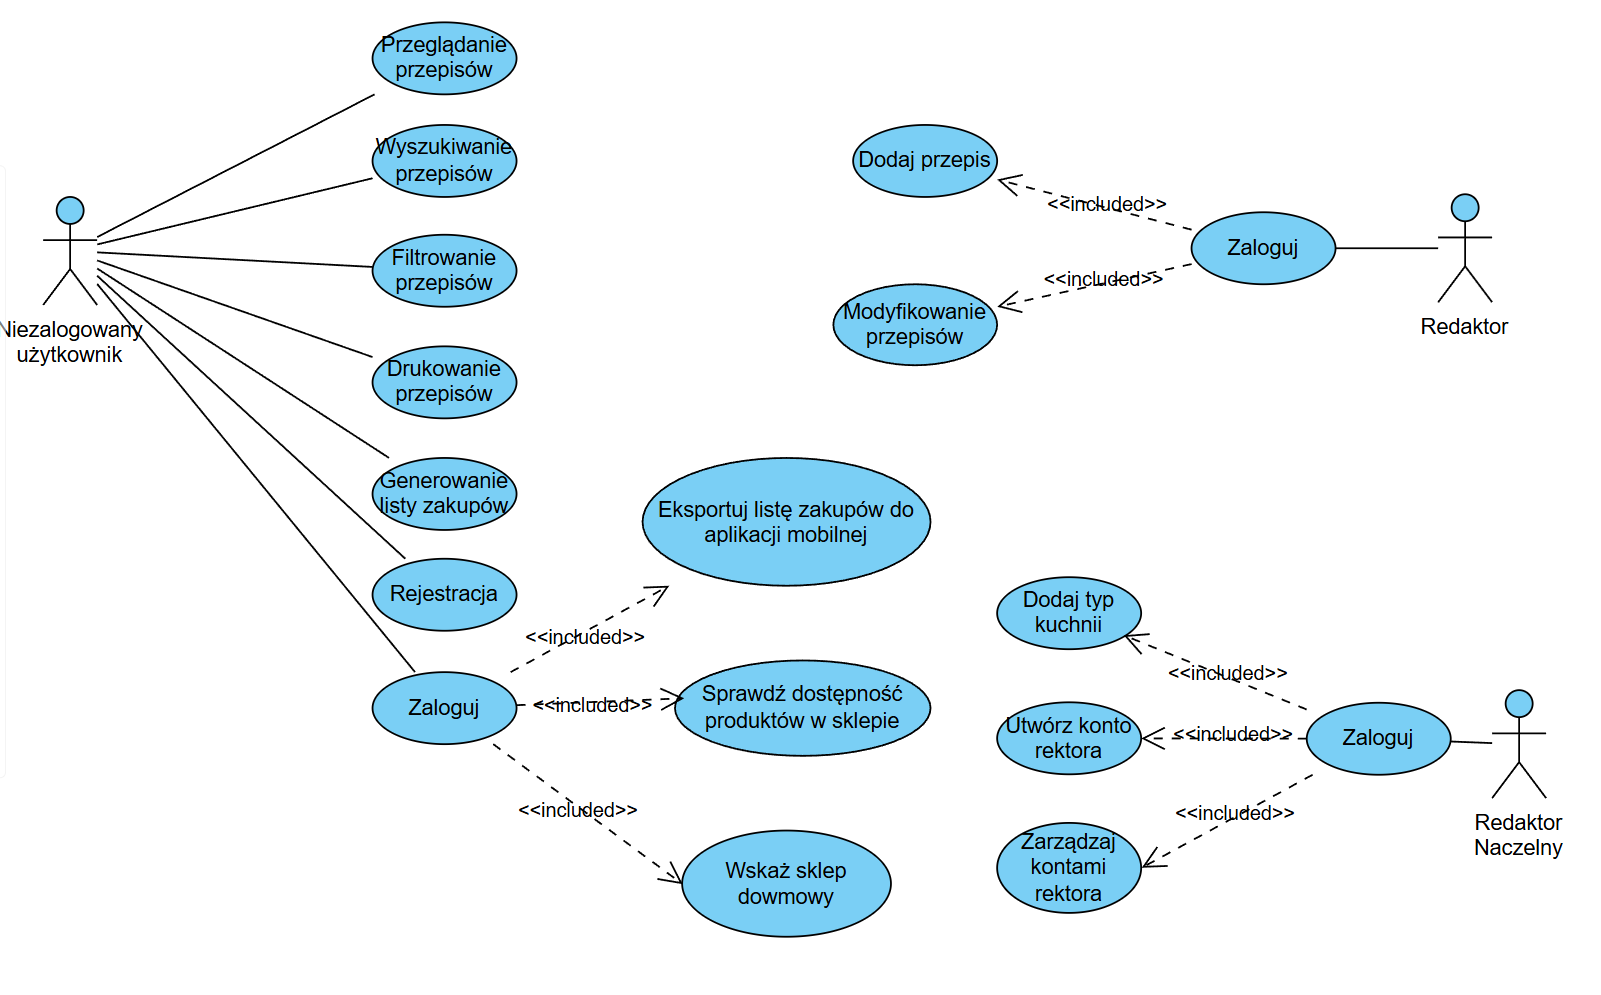 Przeglądanie
przepisów
Wyszukiwanie
przepisów
Filtrowanie
przepisów
Drukowanie
przepisów
Generowanie
listy zakupów
Rejestracja
Zaloguj
Niezalogowany
użytkownik
<<included>>
<<included>>
<<included>>
Eksportuj listę zakupów do
aplikacji mobilnej
Sprawdź dostępność
produktów w sklepie
Wskaż sklep
dowmowy
Dodaj przepis
<<included>>
<<included>>
Modyfikowanie
przepisów
Zaloguj
Redaktor
Dodaj typ
kuchnii
<<included>>
Utwórz konto
rektora
<<included>>
<<included>>
Zarządzaj
kontami
rektora
Zaloguj
Redaktor
Naczelny